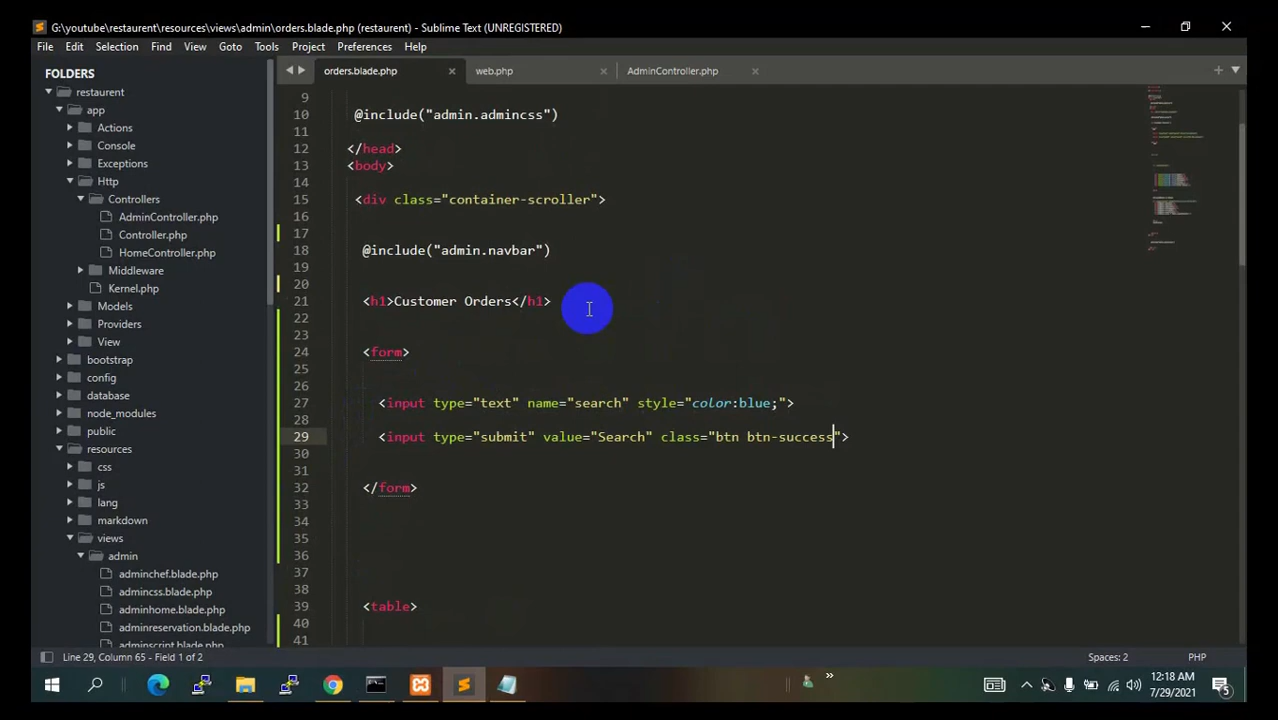 G:\youtube\restaurent\resources\views\admin\orders.blade.php (restaurent) - Sublime Text (UNREGISTERED)
File Edit Selection Find View Goto Tools Project Preferences Help
FOLDERS
restaurent
app
Actions
Console
Exceptions
Http
Controllers
AdminController.php
Controller.php
HomeController.php
Middleware
Kernel.php
Models
Providers
View
bootstrap
config
database
node_modules
public
resources
css
js
lang
markdown
views
admin
adminchef.blade.php
admincss.blade.php
adminhome.blade.php
adminreservation.blade.php
adminscript.blade.php
orders.blade.php web.php AdminController.php
9
10 @include("admin.admincss")
11
12 </head>
13 <body>
14
15 <div class="container-scroller">
16
17
18 @include("admin.navbar")
19
20
21 <h1>Customer Orders</h1>
22
23
24 <form>
25
26
27 <input type="text" name="search" style="color:blue;">
28
29 <input type="submit" value="Search" class="btn btn-success">
30
31
32 </form>
33
34
35
36
37
38
39 <table>
40
41
Line 29, Column 65 - Field 1 of 2 Spaces: 2 PHP
12:18 AM
7/29/2021
5